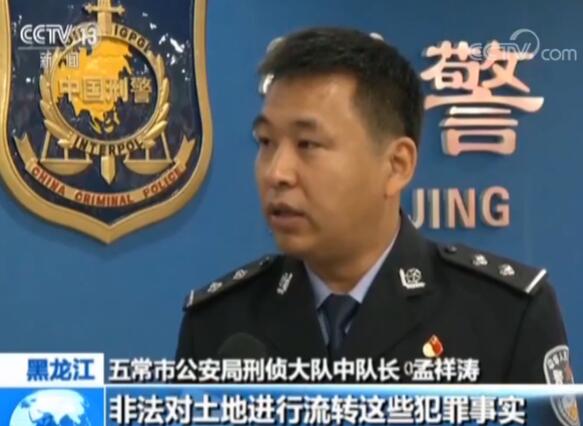 CCTV 13
新闻
CCTV.com
IGPG
中国刑警
INTERPOL
CHINA CRIMINAL POLICE
警
JING
黑龙江
五常市公安局刑侦大队中队长 孟祥涛
非法对土地进行流转这些犯罪事实